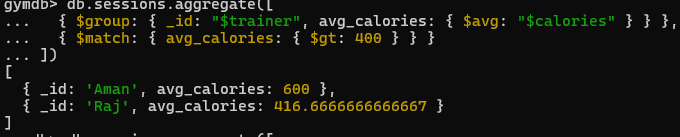 gymdb> db.sessions.aggregate([
...   { $group: { _id: "$trainer", avg_calories: { $avg: "$calories" } } },
...   { $match: { avg_calories: { $gt: 400 } } }
... ])
[
  { _id: 'Aman', avg_calories: 600 },
  { _id: 'Raj', avg_calories: 416.6666666666667 }
]